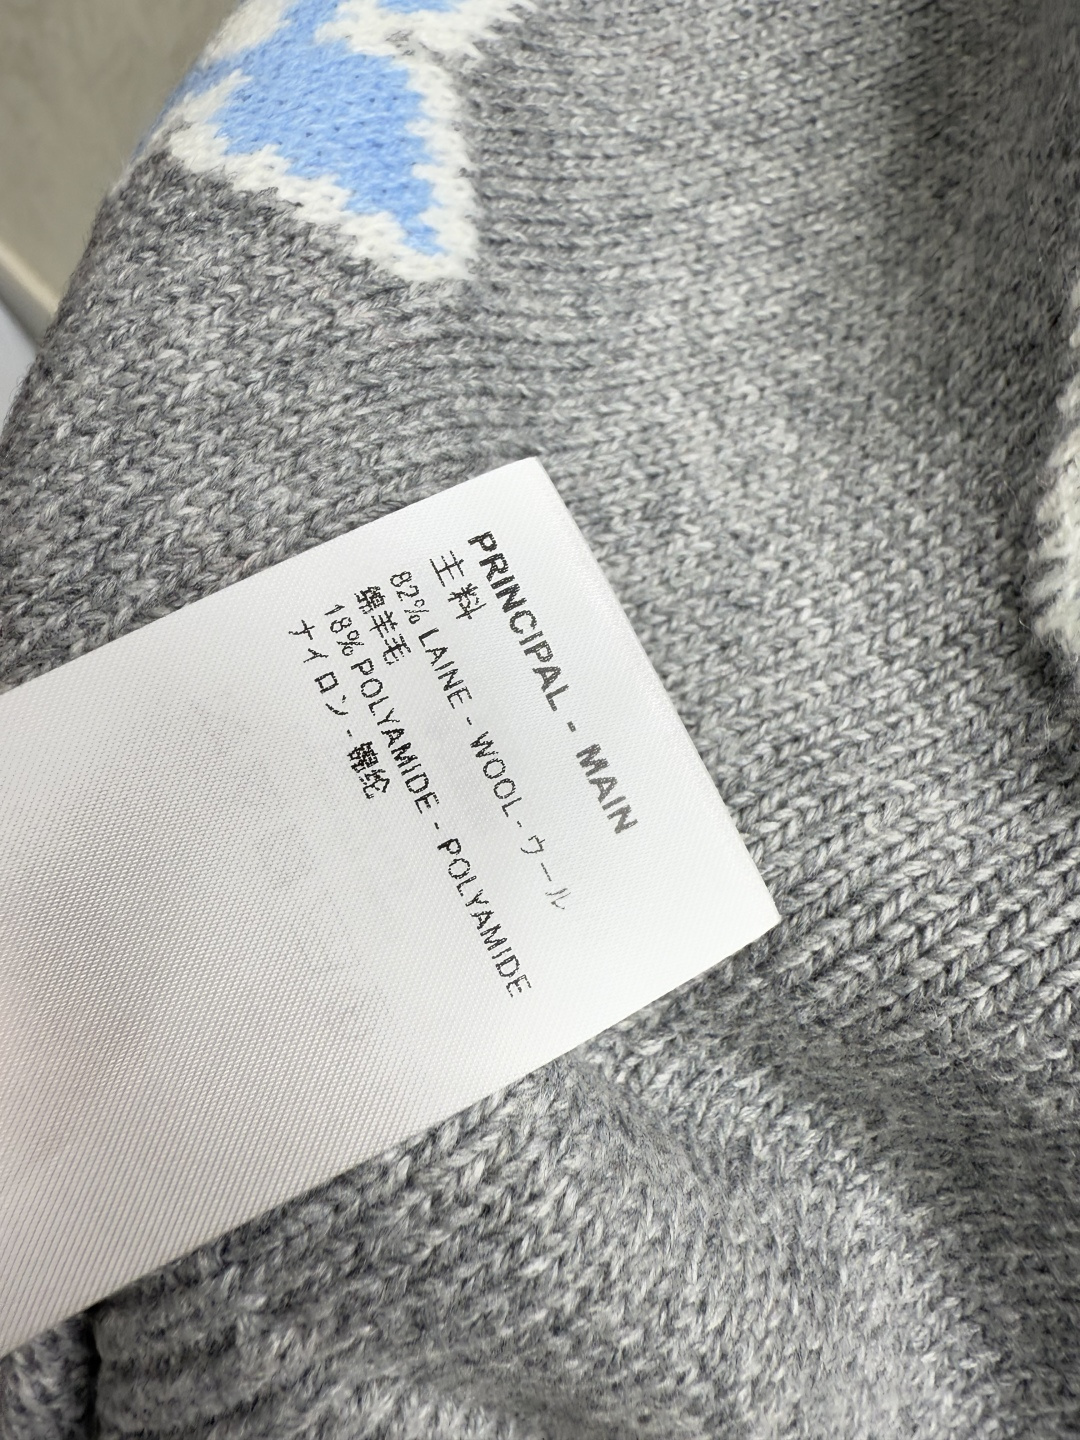 PRINCIPAL - MAIN
主料
82% LAINE - WOOL - ウール
绵羊毛
18% POLYAMIDE - POLYAMIDE
ナイロン - 锦纶